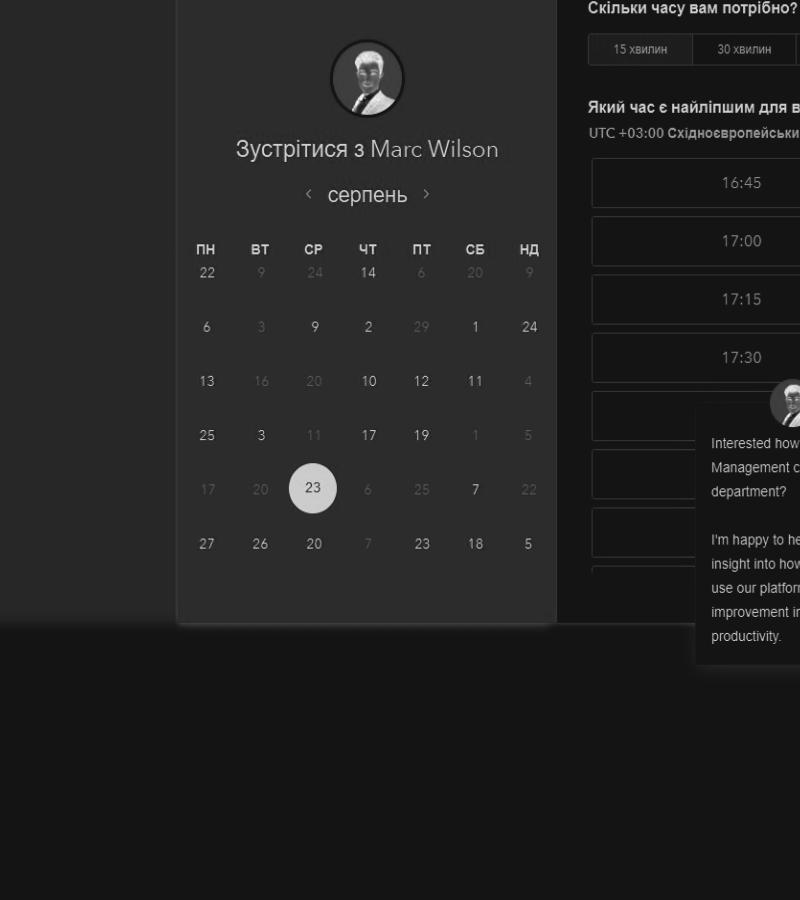 Зустрітися з Marc Wilson
серпень
ПН ВТ СР ЧТ ПТ СБ НД
22 9 24 14 6 20 9
6 3 9 2 29 1 24
13 16 20 10 12 11 4
25 3 11 17 19 1 5
17 20 23 6 25 7 22
27 26 20 7 23 18 5
Скільки часу вам потрібно?
15 хвилин 30 хвилин
Який час є найліпшим для в
UTC +03:00 Східноєвропейськи
16:45
17:00
17:15
17:30
Interested how
Management c
department?
I'm happy to he
insight into how
use our platfor
improvement in
productivity.